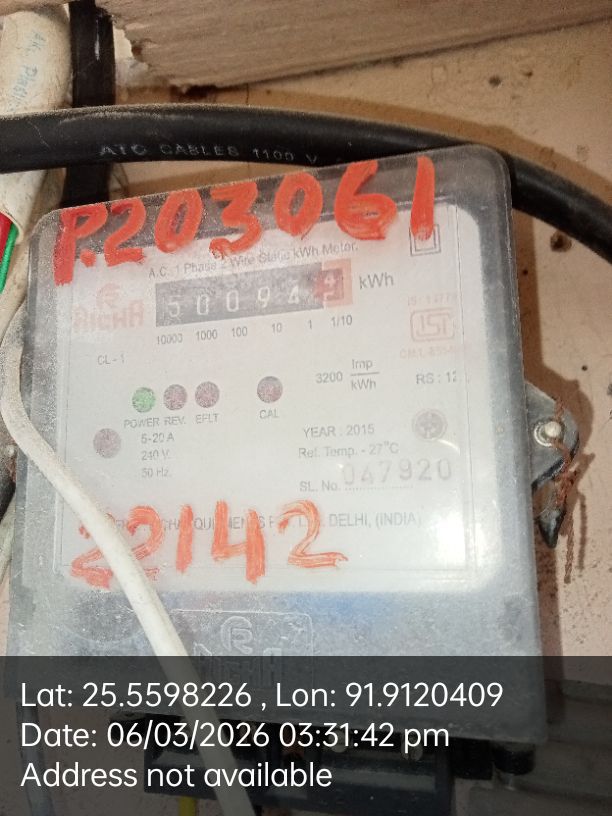 ATC CABLES 1100 V
P.203061
A.C. 1 Phase 2 Wire Static kWh Meter
50094 kWh
10000 1000 100 10 1 1/10
CL - 1
3200 Imp/kWh
RS : 12
POWER REV. EFLT CAL
5-20 A
240 V.
50 Hz.
YEAR : 2015
Ref. Temp. - 27°C
SL. No. 047920
DELHI, (INDIA)
22142
Lat: 25.5598226 , Lon: 91.9120409
Date: 06/03/2026 03:31:42 pm
Address not available